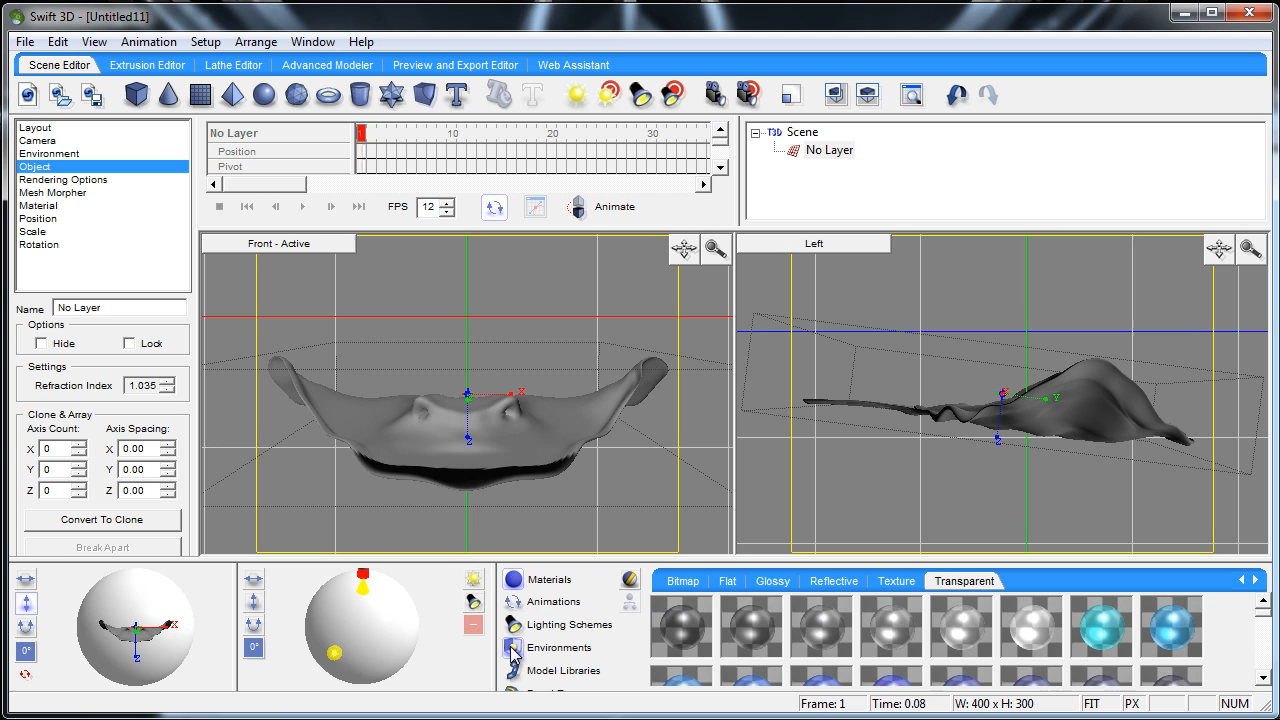 Swift 3D - [Untitled11]
File Edit View Animation Setup Arrange Window Help
Scene Editor Extrusion Editor Lathe Editor Advanced Modeler Preview and Export Editor Web Assistant
Layout
Camera
Environment
Object
Rendering Options
Mesh Morpher
Material
Position
Scale
Rotation
No Layer 10 20 30
Position
Pivot
FPS 12 Animate
T3D Scene
No Layer
Name No Layer
Options
Hide Lock
Settings
Refraction Index 1.035
Clone & Array
Axis Count: Axis Spacing:
X 0 X 0.00
Y 0 Y 0.00
Z 0 Z 0.00
Convert To Clone
Break Apart
Front - Active
X
Z
Left
Y
X
Z
0°
X
Z
0°
Materials
Animations
Lighting Schemes
Environments
Model Libraries
Bitmap Flat Glossy Reflective Texture Transparent
Frame: 1 Time: 0.08 W: 400 x H: 300 FIT PX NUM